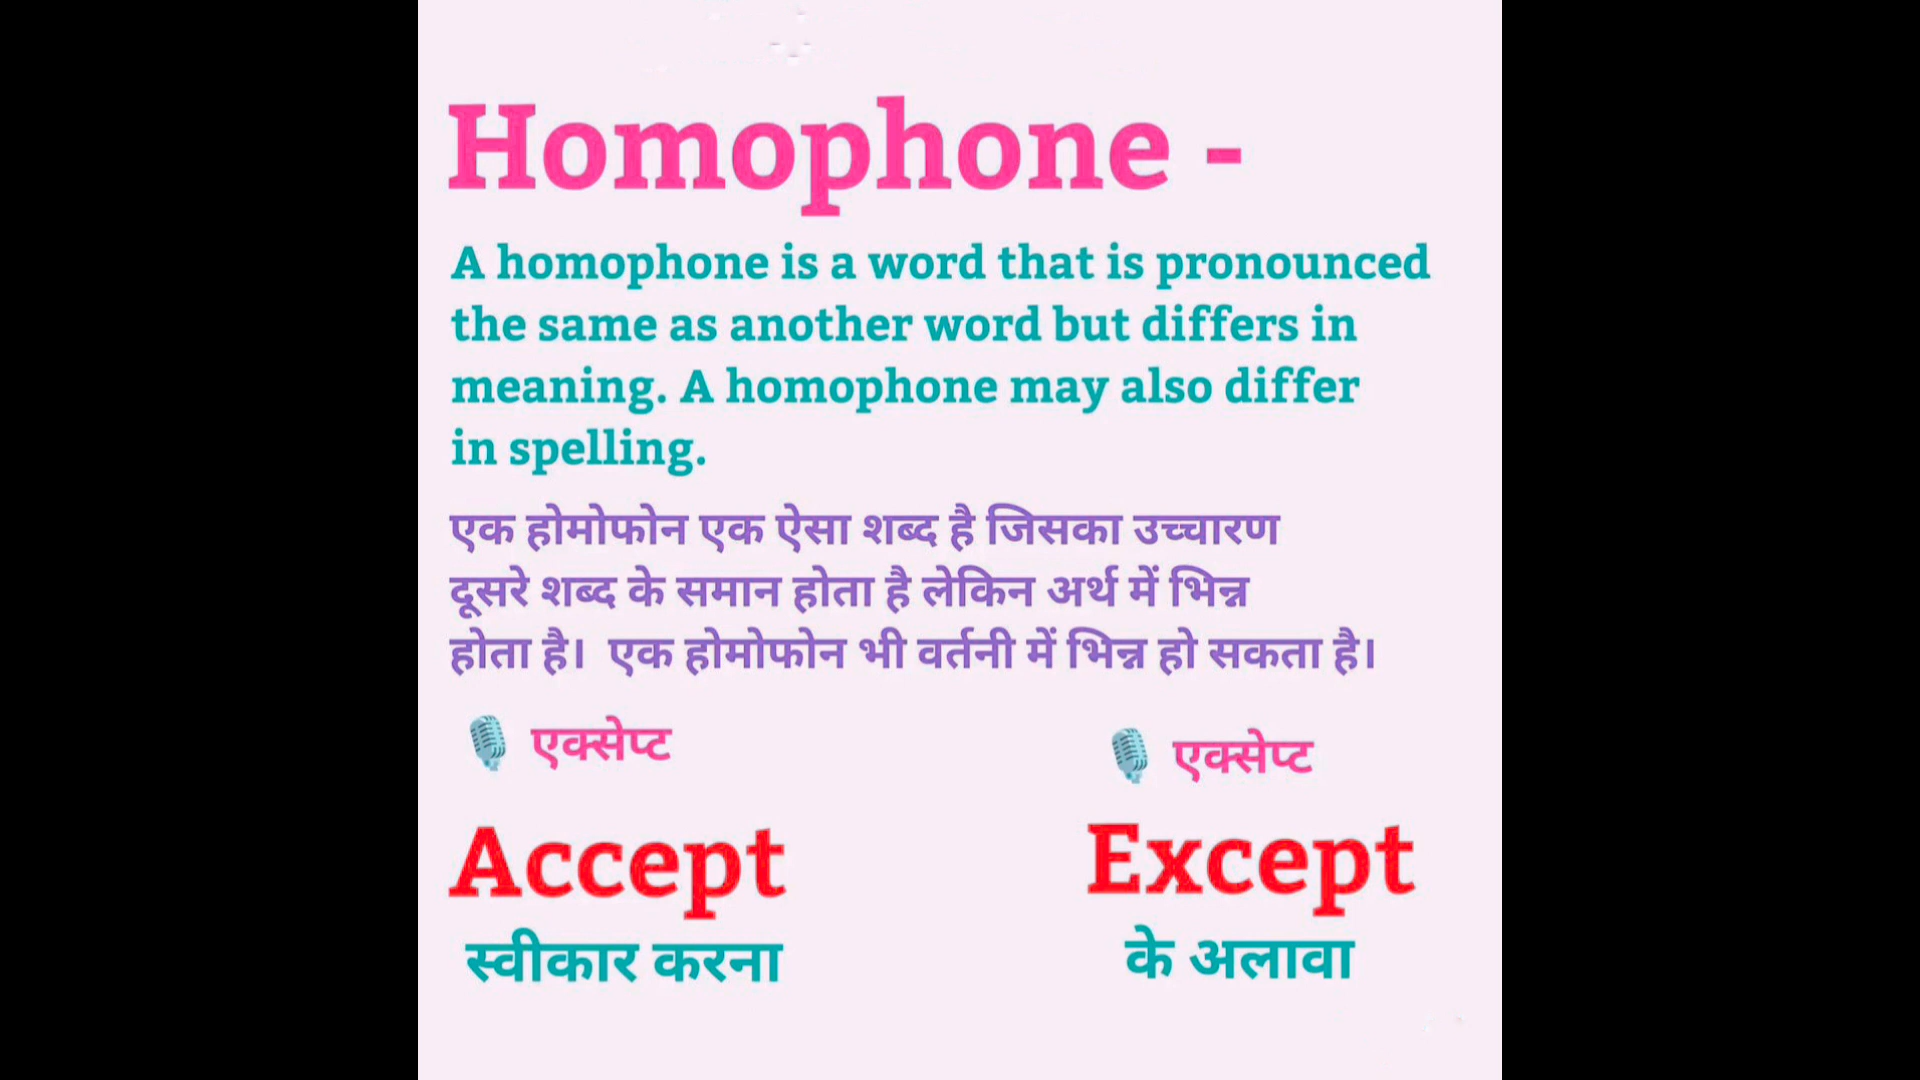 Homophone -
A homophone is a word that is pronounced
the same as another word but differs in
meaning. A homophone may also differ
in spelling.
एक होमोफोन एक ऐसा शब्द है जिसका उच्चारण
दूसरे शब्द के समान होता है लेकिन अर्थ में भिन्न
होता है। एक होमोफोन भी वर्तनी में भिन्न हो सकता है।
एक्सेप्ट
एक्सेप्ट
Accept
Except
स्वीकार करना
के अलावा